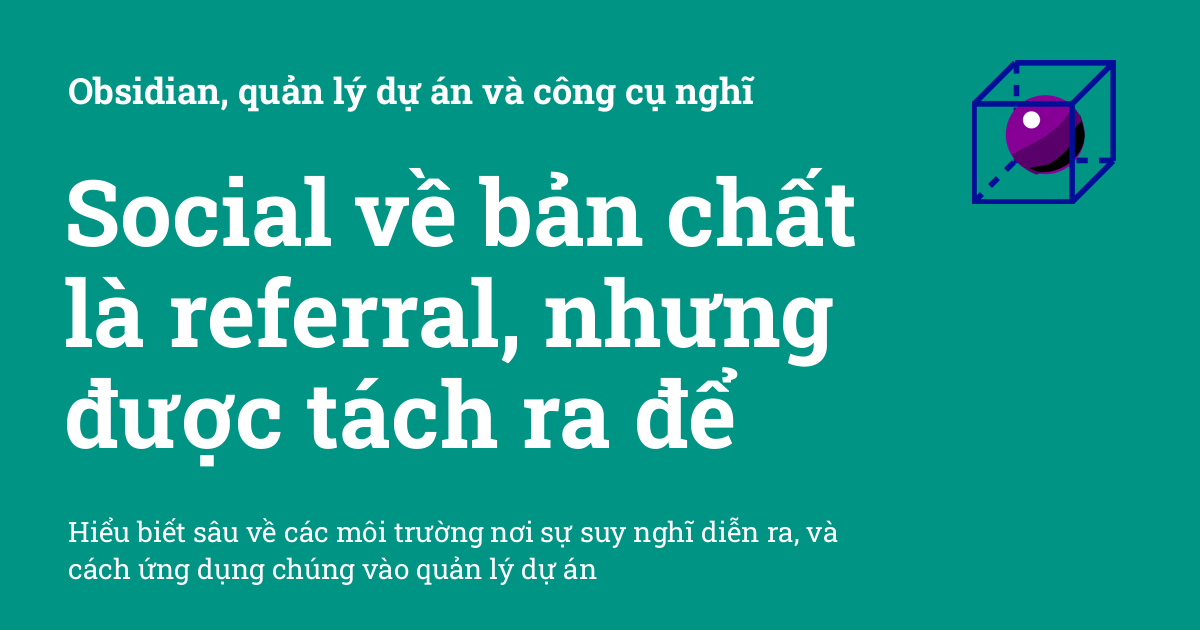 Obsidian, quản lý dự án và công cụ nghĩ
Social về bản chất
là referral, nhưng
được tách ra để
Hiểu biết sâu về các môi trường nơi sự suy nghĩ diễn ra, và
cách ứng dụng chúng vào quản lý dự án